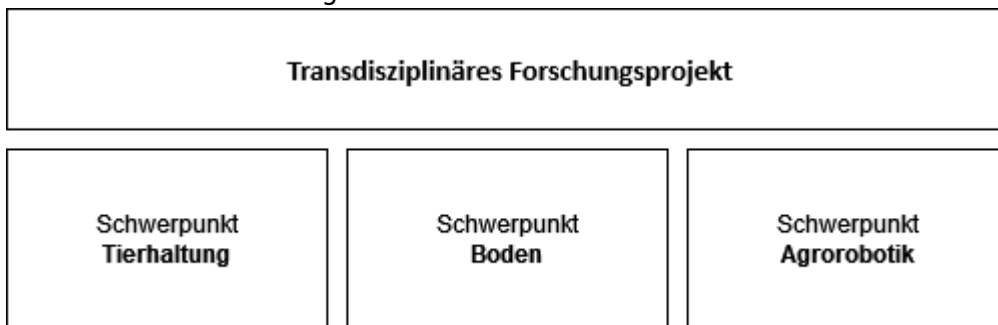 Transdisziplinäres Forschungsprojekt
Schwerpunkt
Tierhaltung
Schwerpunkt
Boden
Schwerpunkt
Agrorobotik